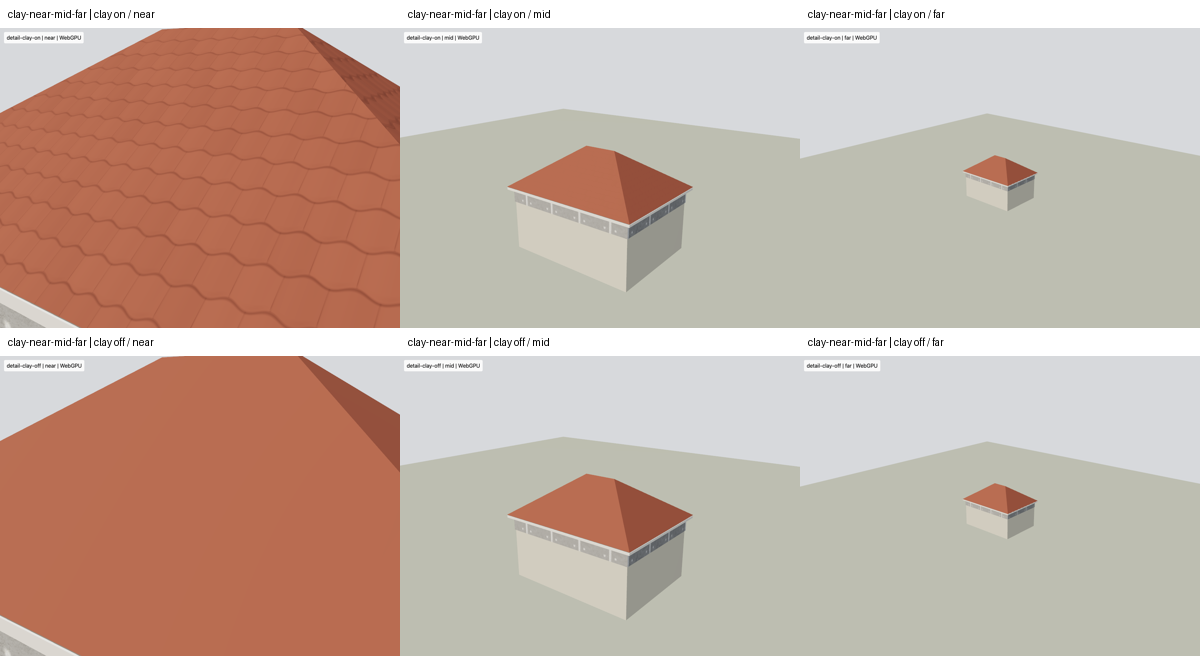 clay-near-mid-far | clay on / near
clay-near-mid-far | clay on / mid
clay-near-mid-far | clay on / far
detail-clay-on | near | WebGPU
detail-clay-on | mid | WebGPU
detail-clay-on | far | WebGPU
clay-near-mid-far | clay off / near
clay-near-mid-far | clay off / mid
clay-near-mid-far | clay off / far
detail-clay-off | near | WebGPU
detail-clay-off | mid | WebGPU
detail-clay-off | far | WebGPU